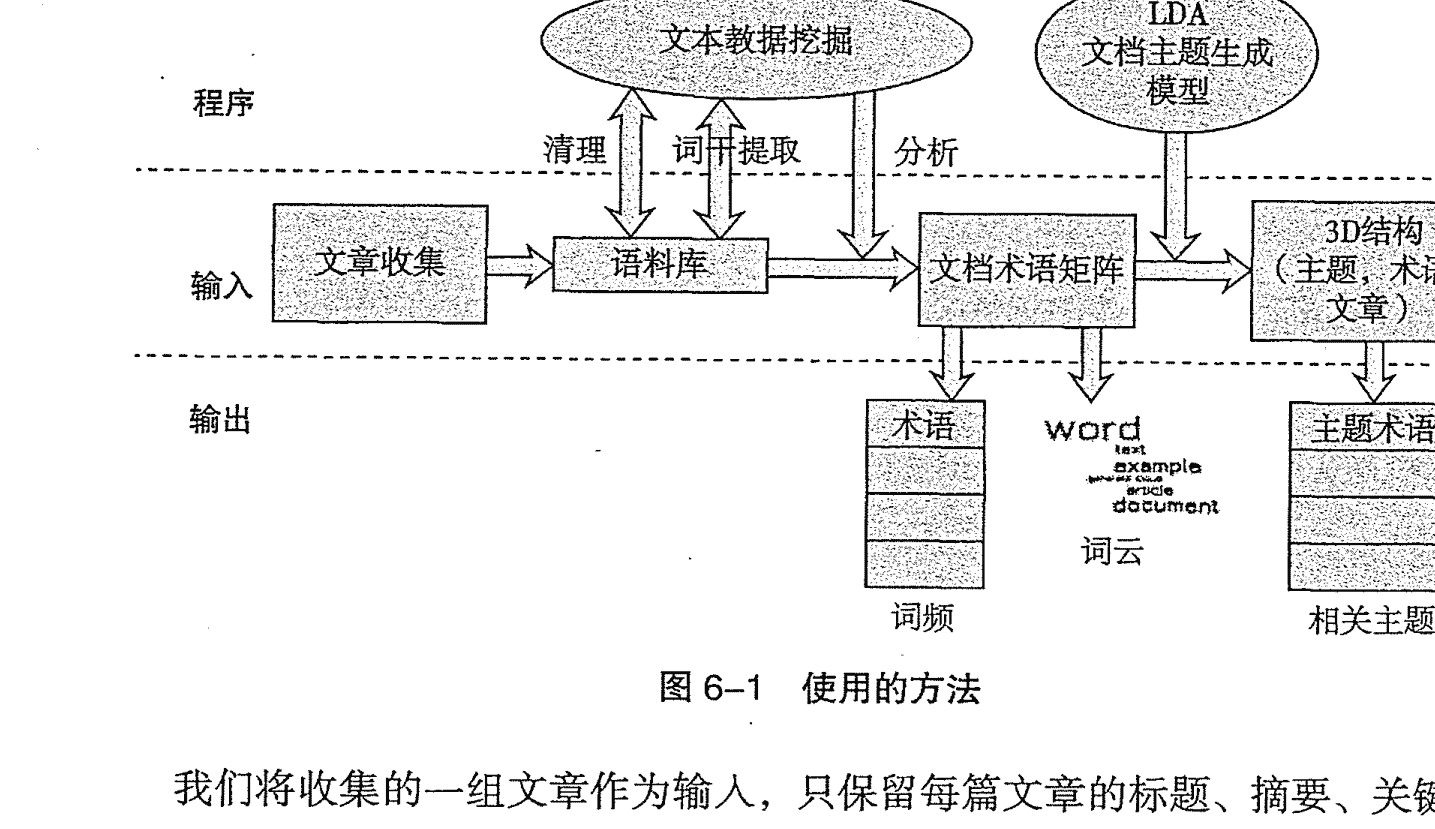 文本数据挖掘
LDA
文档主题生成
模型
程序
清理
词干提取
分析
输入
文章收集
语料库
文档术语矩阵
3D结构
(主题,术语
文章)
输出
术语
word
text
example
article
document
词云
词频
主题术语
相关主题
图 6-1 使用的方法
我们将收集的一组文章作为输入,只保留每篇文章的标题、摘要、关键